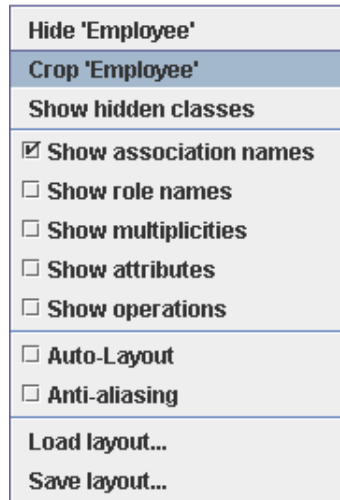 Hide 'Employee'
Crop 'Employee'
Show hidden classes
Show association names
Show role names
Show multiplicities
Show attributes
Show operations
Auto-Layout
Anti-aliasing
Load layout...
Save layout...